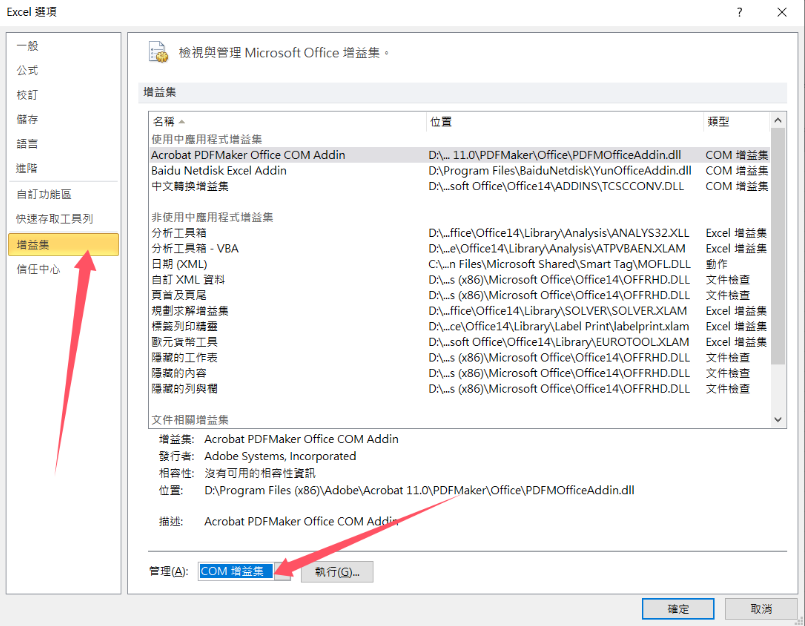 Excel 選項
一般
公式
校訂
儲存
語言
進階
自訂功能區
快速存取工具列
增益集
信任中心
檢視與管理 Microsoft Office 增益集。
增益集
名稱 位置 類型
使用中應用程式增益集
Acrobat PDFMaker Office COM Addin D:\... 11.0\PDFMaker\Office\PDFMOfficeAddin.dll COM 增益集
Baidu Netdisk Excel Addin D:\Program Files\BaiduNetdisk\YunOfficeAddin.dll COM 增益集
中文轉換增益集 D:\...soft Office\Office14\ADDINS\TCSCCONV.DLL COM 增益集
非使用中應用程式增益集
分析工具箱 D:\...ffice\Office14\Library\Analysis\ANALYS32.XLL Excel 增益集
分析工具箱 - VBA D:\...e\Office14\Library\Analysis\ATPVBAEN.XLAM Excel 增益集
日期 (XML) C:\...n Files\Microsoft Shared\Smart Tag\MOFL.DLL 動作
自訂 XML 資料 D:\...s (x86)\Microsoft Office\Office14\OFFRHD.DLL 文件檢查
頁首及頁尾 D:\...s (x86)\Microsoft Office\Office14\OFFRHD.DLL 文件檢查
規劃求解增益集 D:\...ffice\Office14\Library\SOLVER\SOLVER.XLAM Excel 增益集
標籤列印精靈 D:\...ce\Office14\Library\Label Print\labelprint.xlam Excel 增益集
歐元貨幣工具 D:\...soft Office\Office14\Library\EUROTOOL.XLAM Excel 增益集
隱藏的工作表 D:\...s (x86)\Microsoft Office\Office14\OFFRHD.DLL 文件檢查
隱藏的內容 D:\...s (x86)\Microsoft Office\Office14\OFFRHD.DLL 文件檢查
隱藏的列與欄 D:\...s (x86)\Microsoft Office\Office14\OFFRHD.DLL 文件檢查
文件相關增益集
增益集: Acrobat PDFMaker Office COM Addin
發行者: Adobe Systems, Incorporated
相容性: 沒有可用的相容性資訊
位置: D:\Program Files (x86)\Adobe\Acrobat 11.0\PDFMaker\Office\PDFMOfficeAddin.dll
描述: Acrobat PDFMaker Office COM Addin
管理(A): COM 增益集 執行(G)...
確定 取消